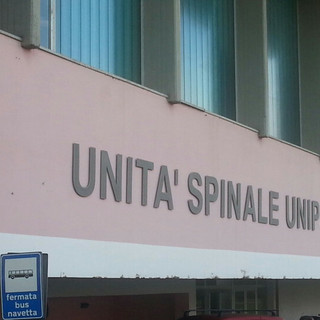 UNITA' SPINALE UNIP
fermata
bus
navetta